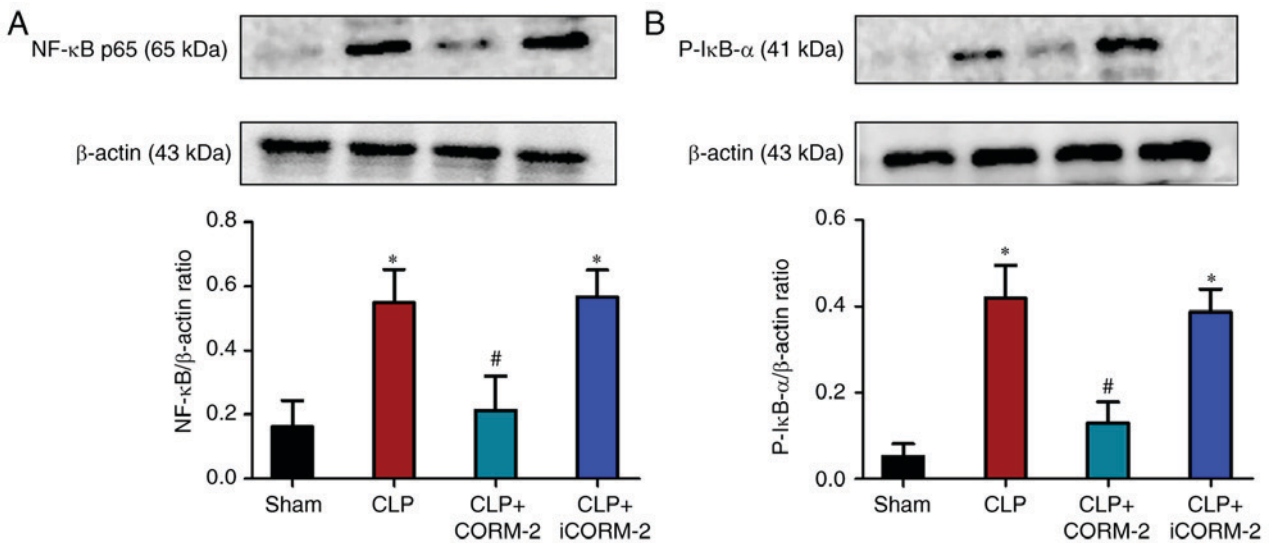 A
NF-κB p65 (65 kDa)
β-actin (43 kDa)
NF-κB/β-actin ratio
0.8
0.6
0.4
0.2
0.0
*
#
*
Sham
CLP
CLP+
CORM-2
CLP+
iCORM-2
B
P-IκB-α (41 kDa)
β-actin (43 kDa)
P-IκB-α/β-actin ratio
0.6
0.4
0.2
0.0
*
#
*
Sham
CLP
CLP+
CORM-2
CLP+
iCORM-2